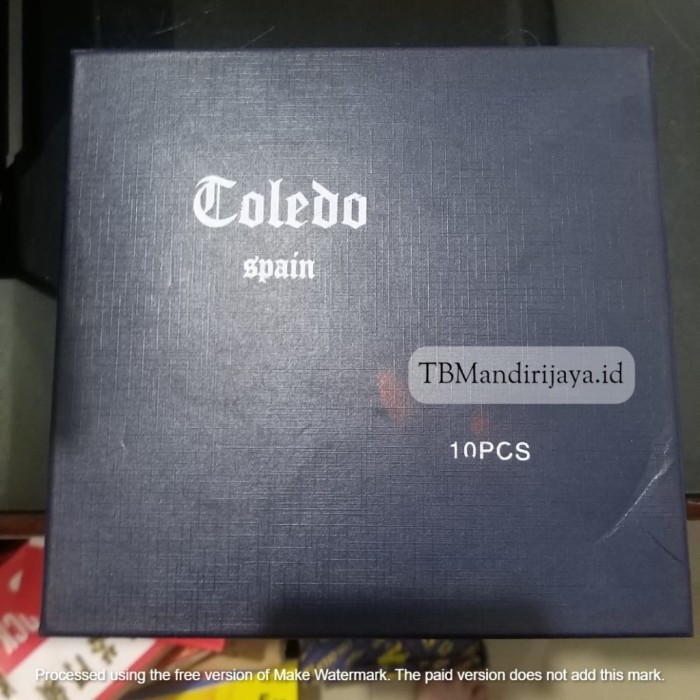 Toledo
spain
TBMandirijaya.id
10PCS
Processed using the free version of Make Watermark. The paid version does not add this mark.